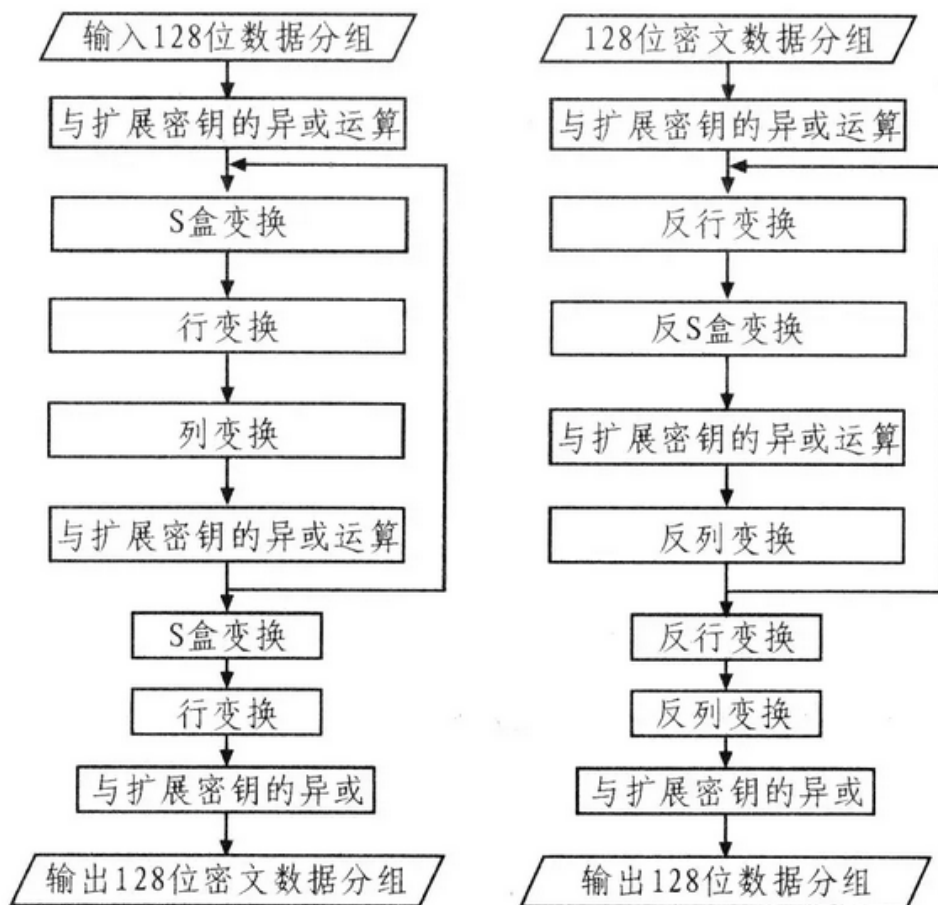 输入128位数据分组
与扩展密钥的异或运算
S盒变换
行变换
列变换
与扩展密钥的异或运算
S盒变换
行变换
与扩展密钥的异或
输出128位密文数据分组
128位密文数据分组
与扩展密钥的异或运算
反行变换
反S盒变换
与扩展密钥的异或运算
反列变换
反行变换
反列变换
与扩展密钥的异或
输出128位数据分组